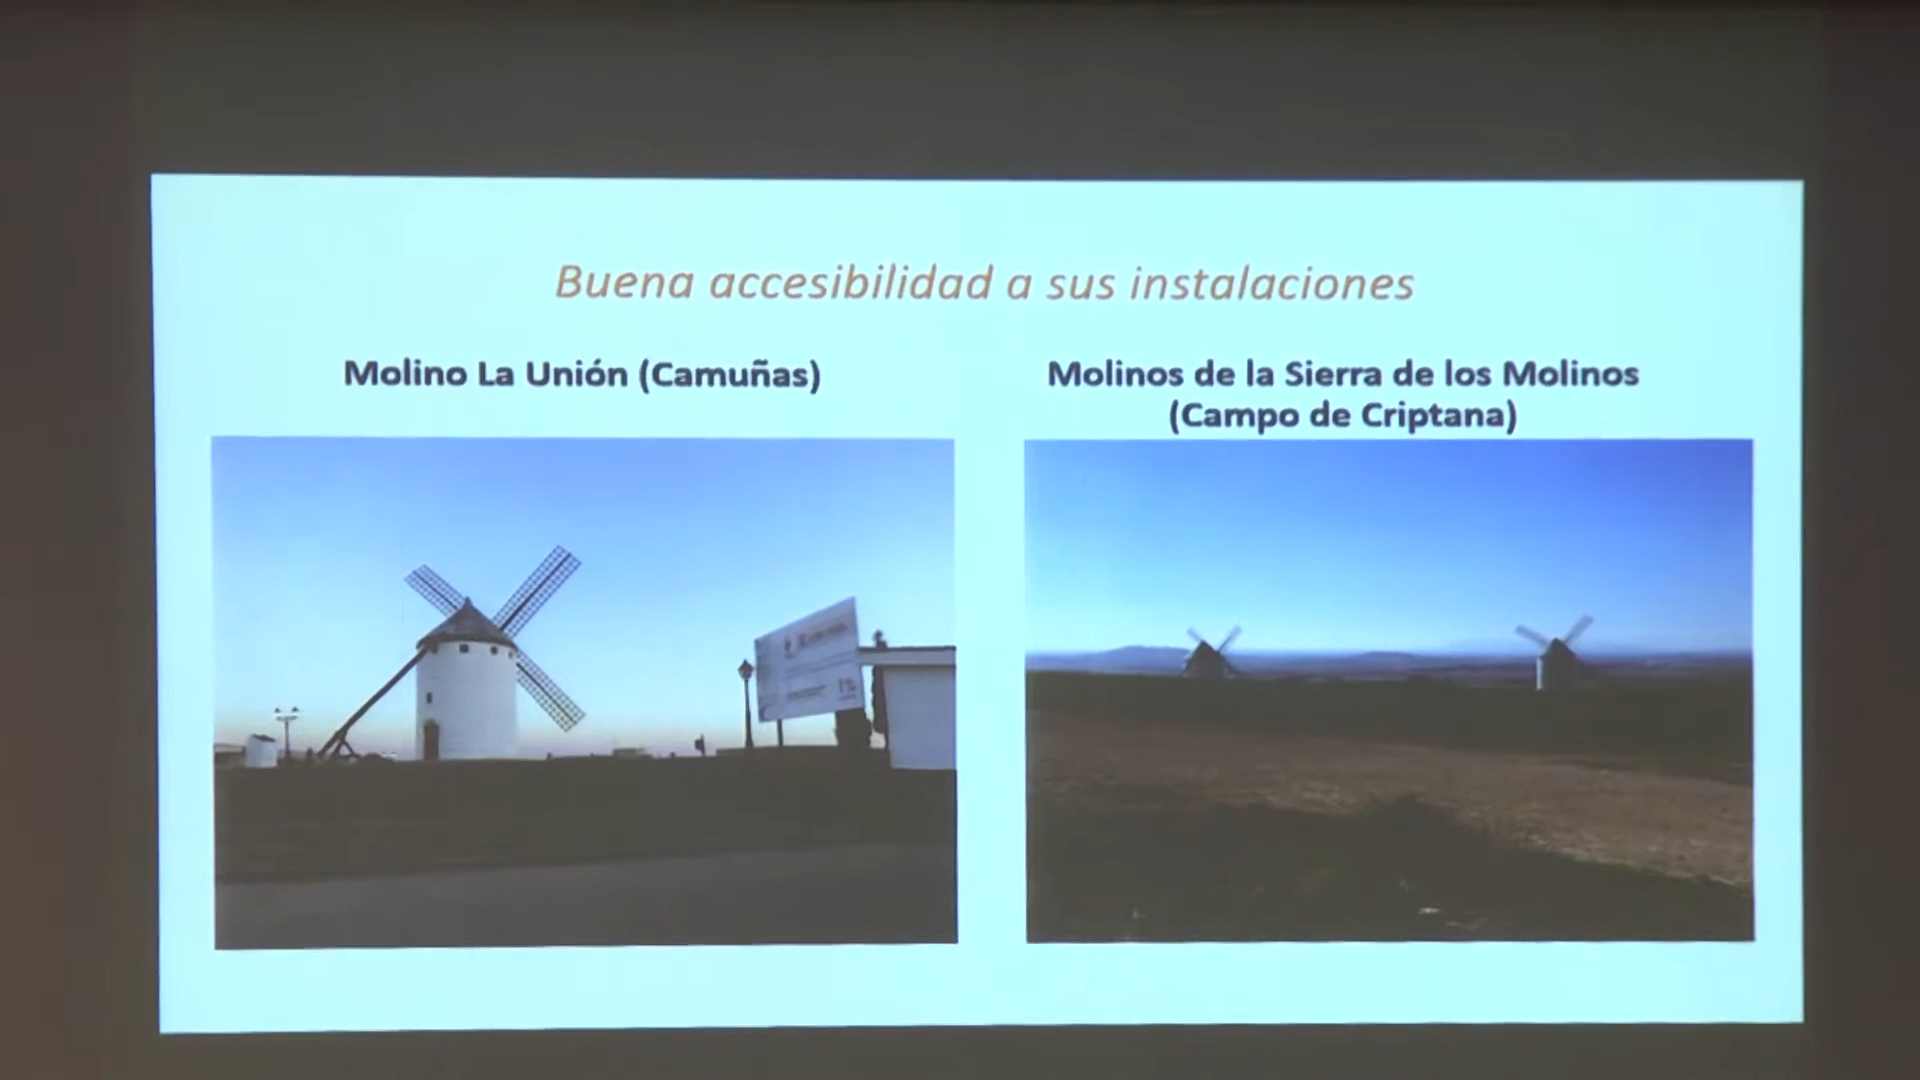 Buena accesibilidad a sus instalaciones
Molino La Unión (Camuñas)
Molinos de la Sierra de los Molinos
(Campo de Criptana)